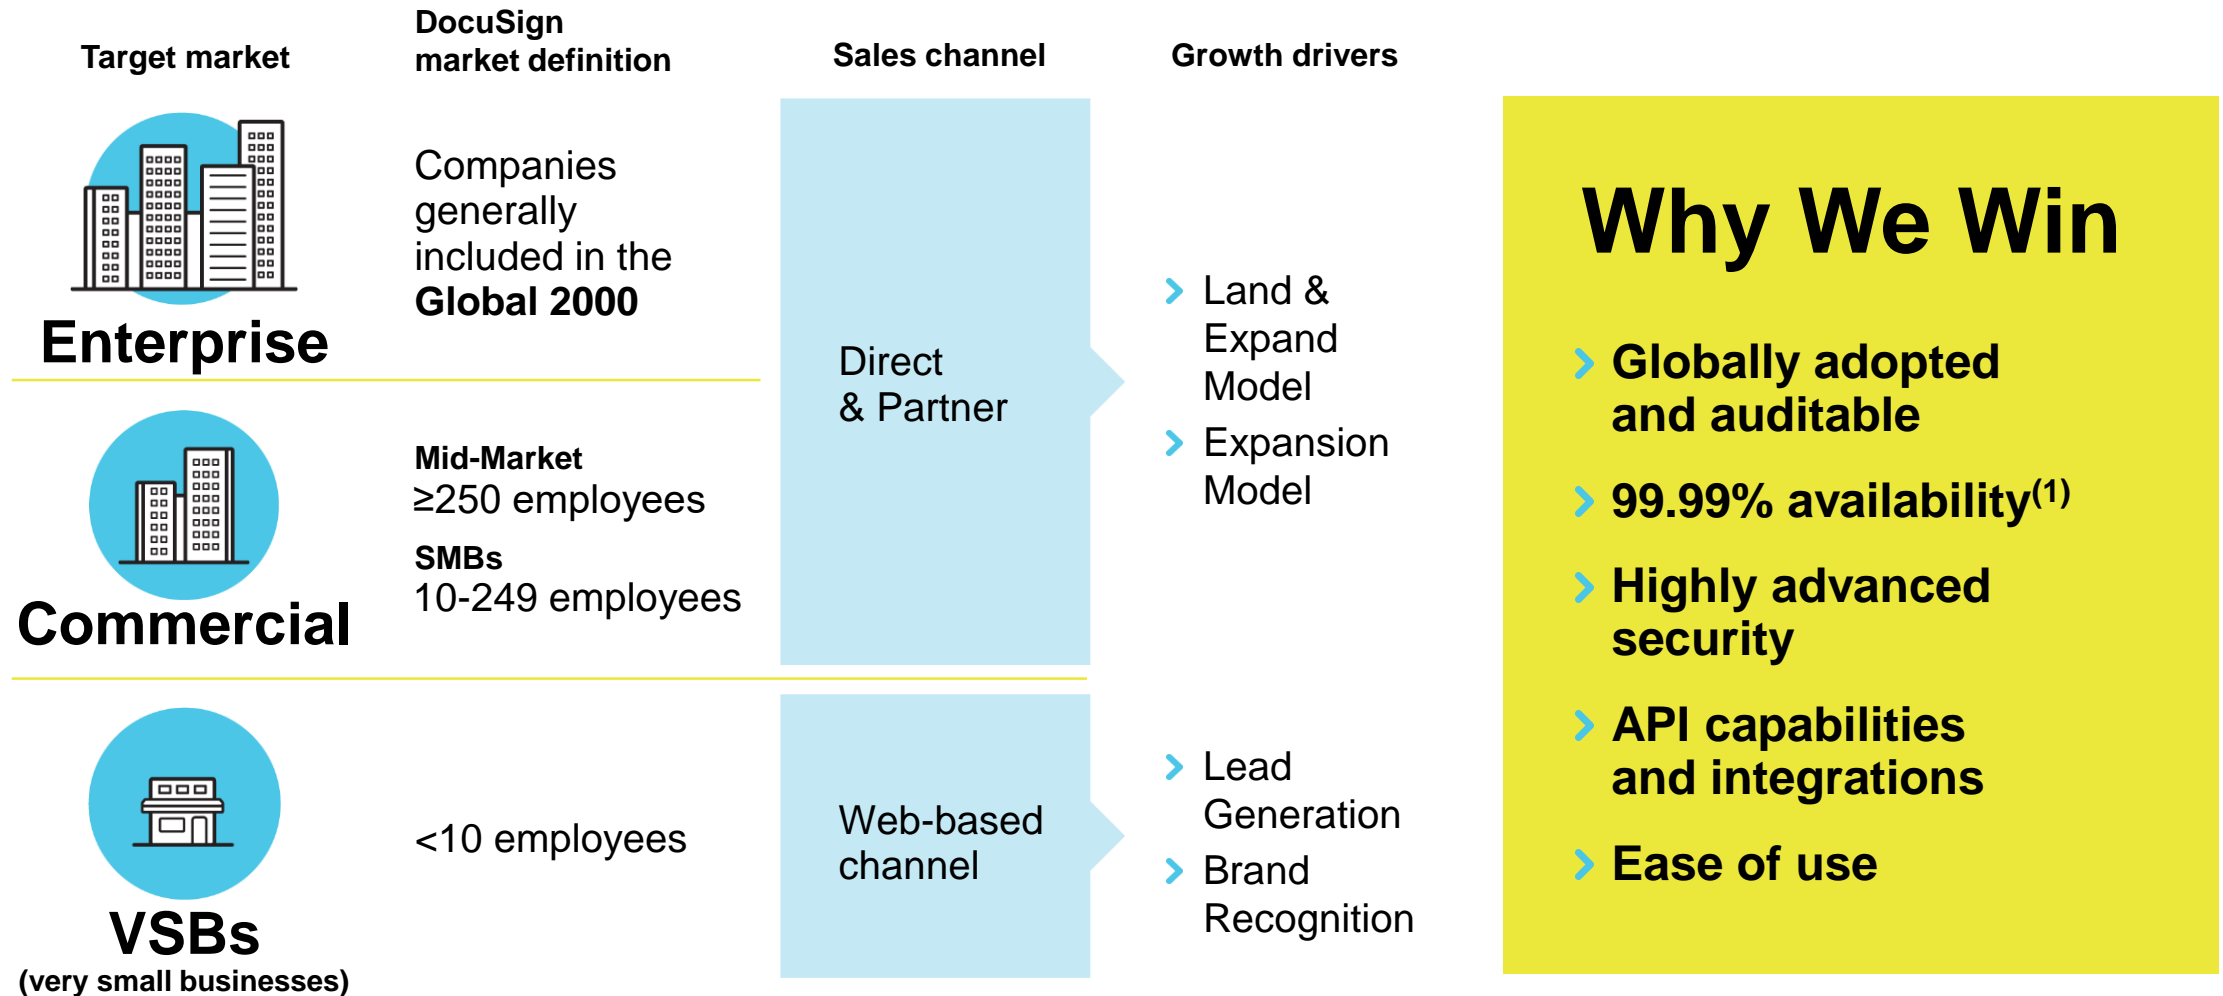 Target market
DocuSign
market definition
Sales channel
Growth drivers
Enterprise
Companies
generally
included in the
Global 2000
Commercial
Mid-Market
≥250 employees
SMBs
10-249 employees
Direct
& Partner
Land &
Expand
Model
Expansion
Model
VSBs
(very small businesses)
<10 employees
Web-based
channel
Lead
Generation
Brand
Recognition
Why We Win
Globally adopted
and auditable
99.99% availability(1)
Highly advanced
security
API capabilities
and integrations
Ease of use